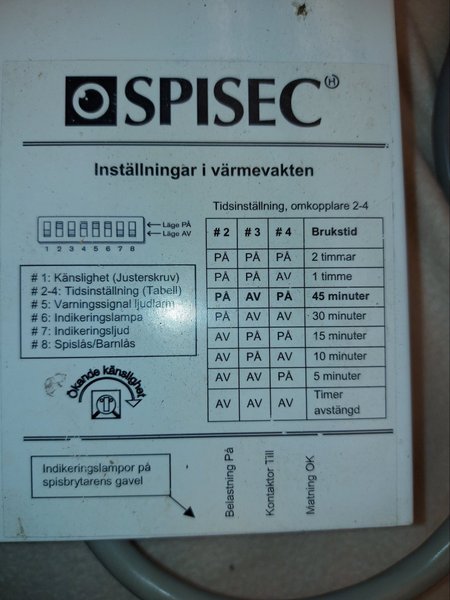 SPISEC (H)
Inställningar i värmevakten
Tidsinställning, omkopplare 2-4
Läge PÅ
Läge AV
1 2 3 4 5 6 7 8
# 2 # 3 # 4 Brukstid
PÅ PÅ PÅ 2 timmar
PÅ PÅ AV 1 timme
PÅ AV PÅ 45 minuter
PÅ AV AV 30 minuter
AV PÅ PÅ 15 minuter
AV PÅ AV 10 minuter
AV AV PÅ 5 minuter
AV AV AV Timer avstängd
# 1: Känslighet (Justerskruv)
# 2-4: Tidsinställning (Tabell)
# 5: Varningssignal ljudlarm
# 6: Indikeringslampa
# 7: Indikeringsljud
# 8: Spislås/Barnlås
Ökande känslighet
Indikeringslampor på
spisbrytarens gavel
Belastning På
Kontaktor Till
Matning OK